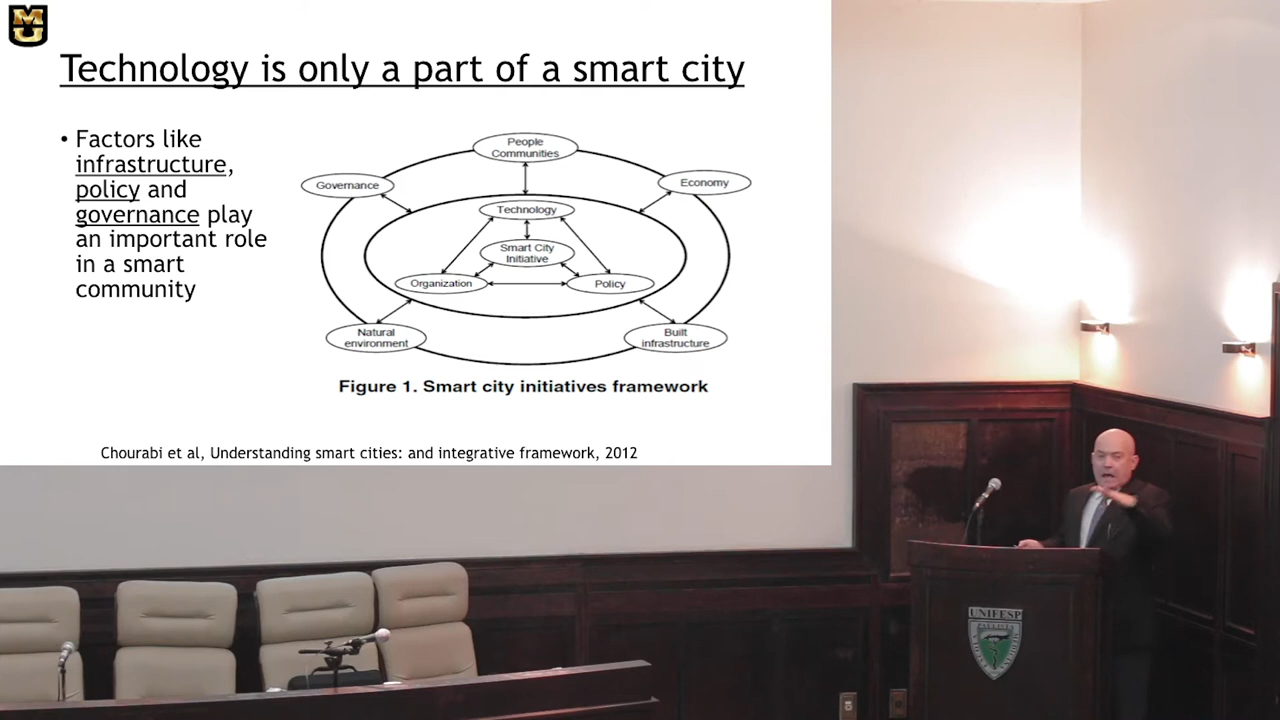 MU
Technology is only a part of a smart city
• Factors like
infrastructure,
policy and
governance play
an important role
in a smart
community
People
Communities
Governance
Economy
Technology
Smart City
Initiative
Organization
Policy
Natural
environment
Built
infrastructure
Figure 1. Smart city initiatives framework
Chourabi et al, Understanding smart cities: and integrative framework, 2012
UNIFESP